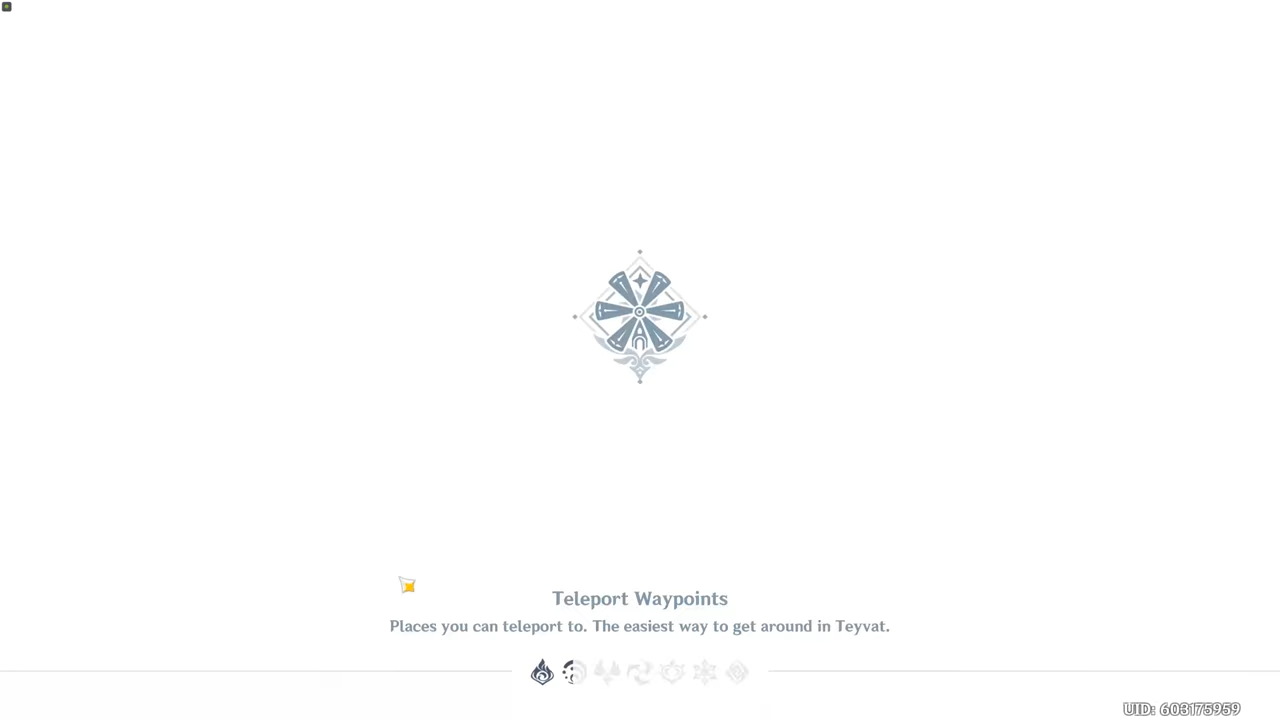 Teleport Waypoints
Places you can teleport to. The easiest way to get around in Teyvat.
UID: 603175959